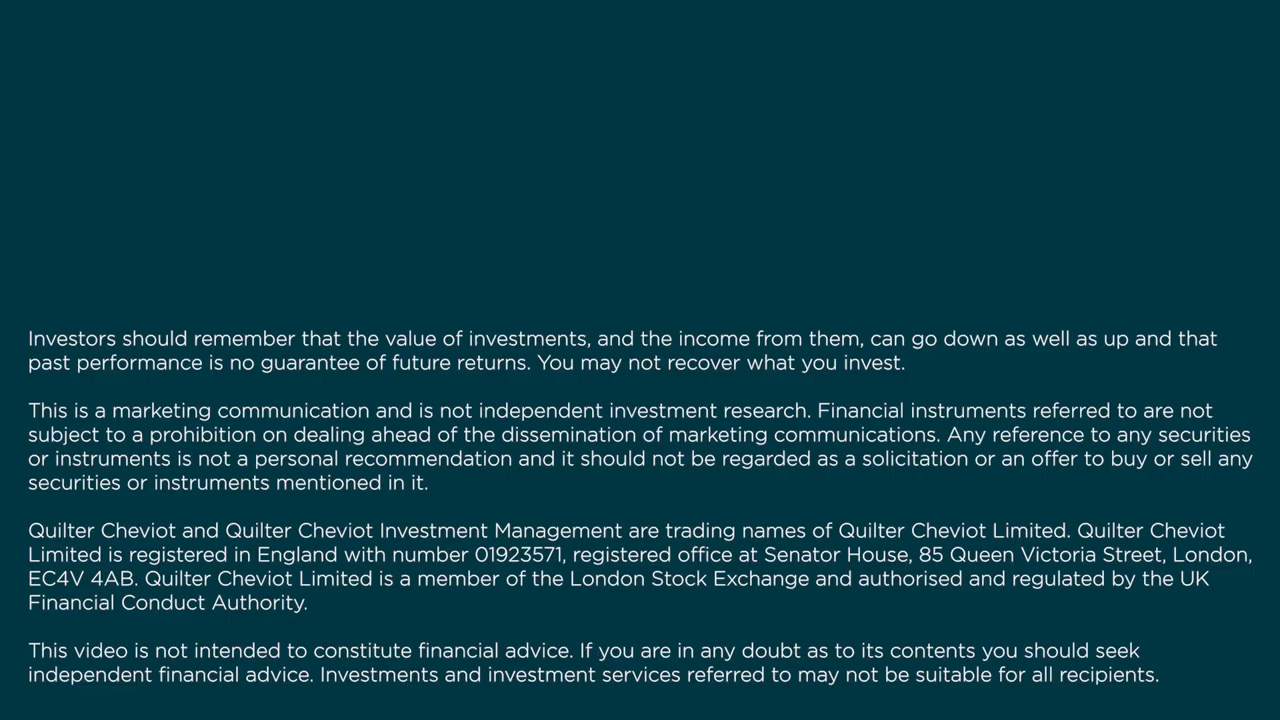 Investors should remember that the value of investments, and the income from them, can go down as well as up and that
past performance is no guarantee of future returns. You may not recover what you invest.
This is a marketing communication and is not independent investment research. Financial instruments referred to are not
subject to a prohibition on dealing ahead of the dissemination of marketing communications. Any reference to any securities
or instruments is not a personal recommendation and it should not be regarded as a solicitation or an offer to buy or sell any
securities or instruments mentioned in it.
Quilter Cheviot and Quilter Cheviot Investment Management are trading names of Quilter Cheviot Limited. Quilter Cheviot
Limited is registered in England with number 01923571, registered office at Senator House, 85 Queen Victoria Street, London,
EC4V 4AB. Quilter Cheviot Limited is a member of the London Stock Exchange and authorised and regulated by the UK
Financial Conduct Authority.
This video is not intended to constitute financial advice. If you are in any doubt as to its contents you should seek
independent financial advice. Investments and investment services referred to may not be suitable for all recipients.